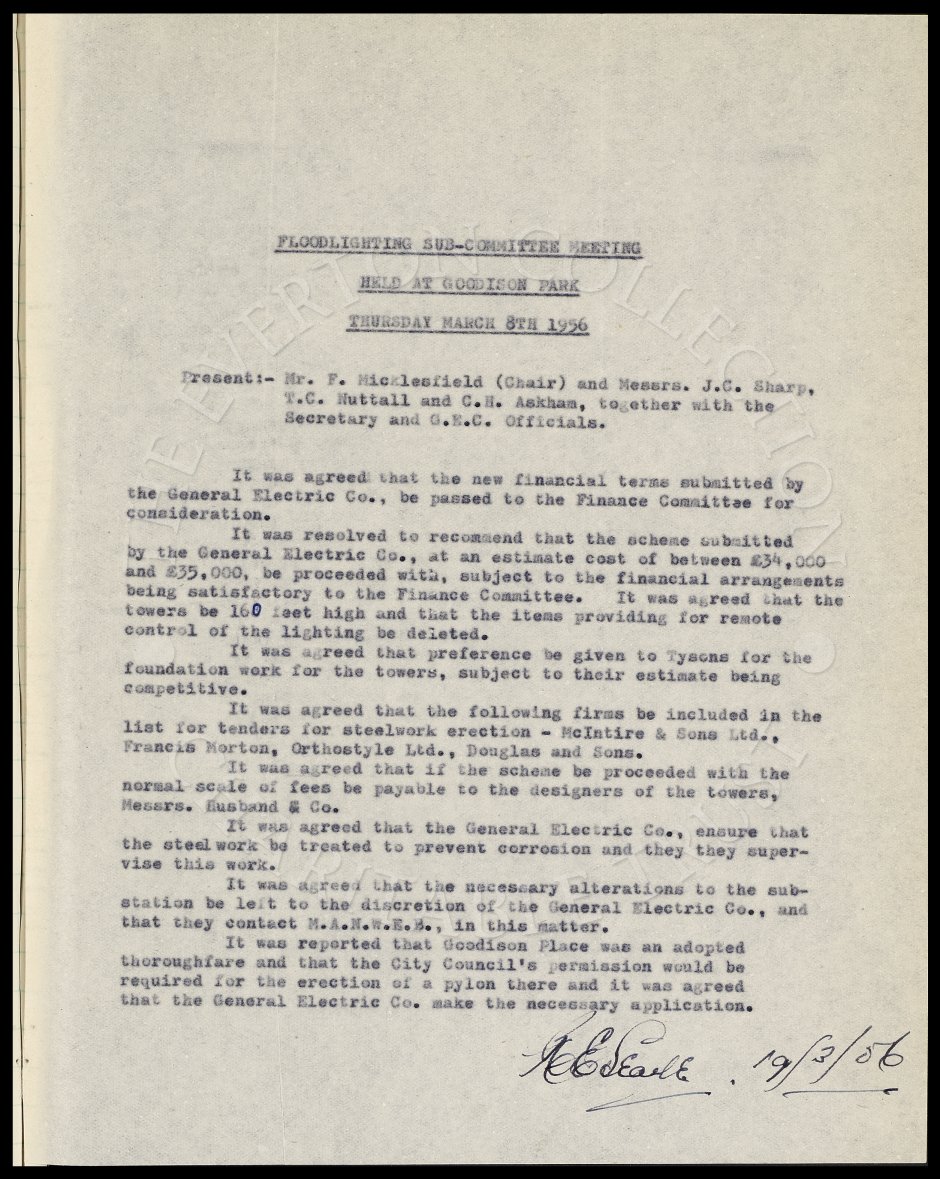 FLOODLIGHTING SUB-COMMITTEE MEETING
HELD AT GOODISON PARK
THURSDAY MARCH 8TH 1956
Present:- Mr. F. Micklesfield (Chair) and Messrs. J.C. Sharp,
T.C. Nuttall and C.H. Askham, together with the
Secretary and G.E.C. Officials.
It was agreed that the new financial terms submitted by
the General Electric Co., be passed to the Finance Committee for
consideration.
It was resolved to recommend that the scheme submitted
by the General Electric Co., at an estimate cost of between £34,000
and £35,000, be proceeded with, subject to the financial arrangements
being satisfactory to the Finance Committee. It was agreed that the
towers be 160 feet high and that the items providing for remote
control of the lighting be deleted.
It was agreed that preference be given to Tysons for the
foundation work for the towers, subject to their estimate being
competitive.
It was agreed that the following firms be included in the
list for tenders for steelwork erection - McIntire & Sons Ltd.,
Francis Morton, Orthostyle Ltd., Douglas and Sons.
It was agreed that if the scheme be proceeded with the
normal scale of fees be payable to the designers of the towers,
Messrs. Husband & Co.
It was agreed that the General Electric Co., ensure that
the steelwork be treated to prevent corrosion and they they super-
vise this work.
It was agreed that the necessary alterations to the sub-
station be left to the discretion of the General Electric Co., and
that they contact M.A.N.W.E.B., in this matter.
It was reported that Goodison Place was an adopted
thoroughfare and that the City Council's permission would be
required for the erection of a pylon there and it was agreed
that the General Electric Co. make the necessary application.
19/3/56